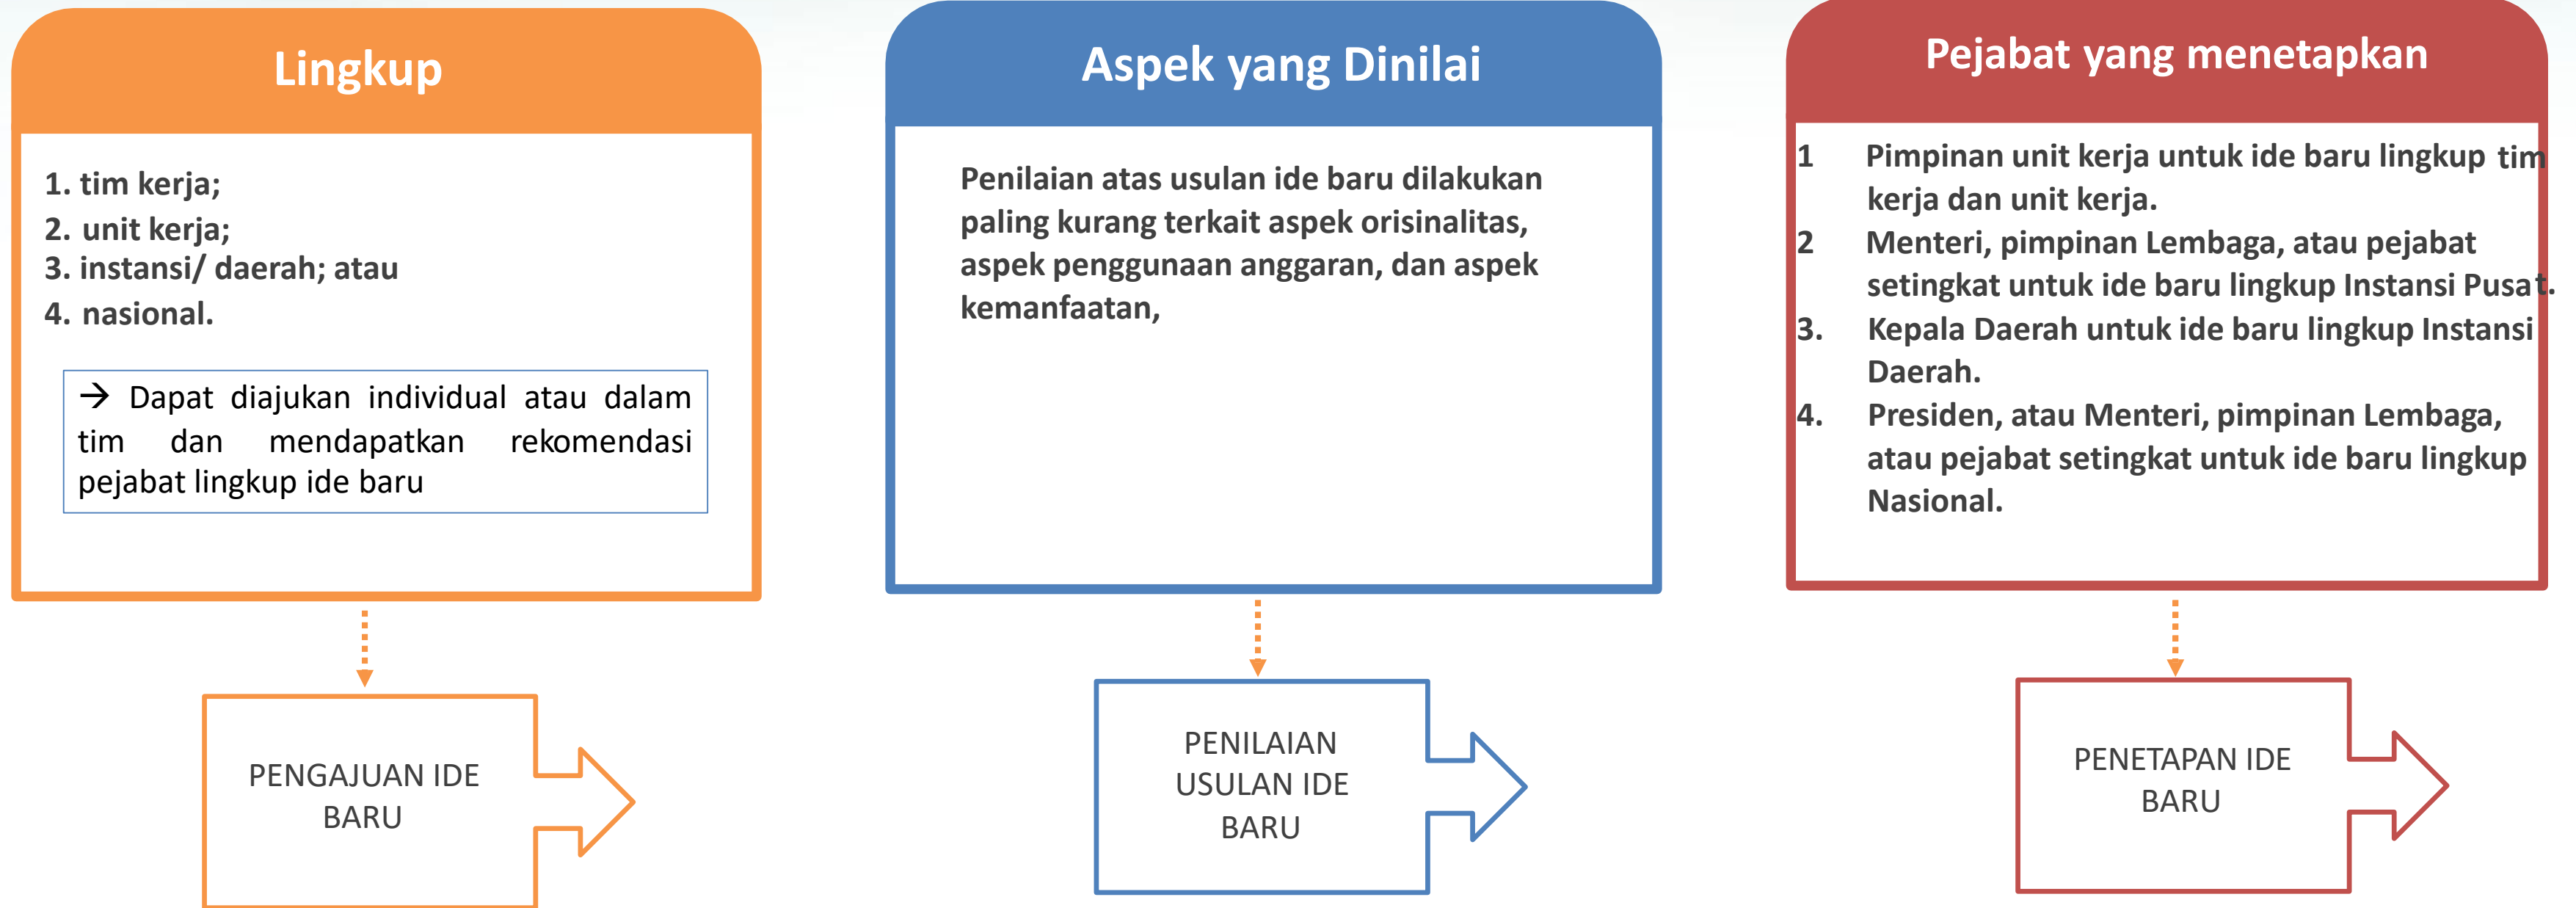 Lingkup
1. tim kerja;
2. unit kerja;
3. instansi/ daerah; atau
4. nasional.
→ Dapat diajukan individual atau dalam
tim dan mendapatkan rekomendasi
pejabat lingkup ide baru
PENGAJUAN IDE
BARU
Aspek yang Dinilai
Penilaian atas usulan ide baru dilakukan
paling kurang terkait aspek orisinalitas,
aspek penggunaan anggaran, dan aspek
kemanfaatan,
PENILAIAN
USULAN IDE
BARU
Pejabat yang menetapkan
1 Pimpinan unit kerja untuk ide baru lingkup tim
kerja dan unit kerja.
2 Menteri, pimpinan Lembaga, atau pejabat
setingkat untuk ide baru lingkup Instansi Pusat.
3. Kepala Daerah untuk ide baru lingkup Instansi
Daerah.
4. Presiden, atau Menteri, pimpinan Lembaga,
atau pejabat setingkat untuk ide baru lingkup
Nasional.
PENETAPAN IDE
BARU